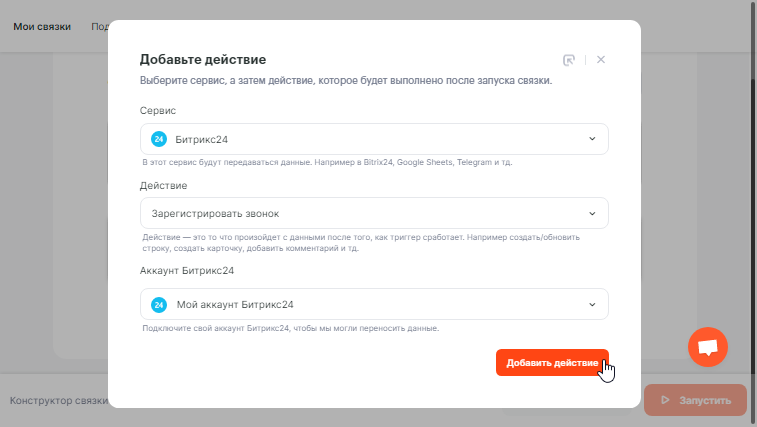 Мои связки
Добавьте действие
Выберите сервис, а затем действие, которое будет выполнено после запуска связки.
Сервис
24 Битрикс24
В этот сервис будут передаваться данные. Например в Bitrix24, Google Sheets, Telegram и тд.
Действие
Зарегистрировать звонок
Действие — это то что произойдет с данными после того, как триггер сработает. Например создать/обновить
строку, создать карточку, добавить комментарий и тд.
Аккаунт Битрикс24
24 Мой аккаунт Битрикс24
Подключите свой аккаунт Битрикс24, чтобы мы могли переносить данные.
Добавить действие
Конструктор связки
Запустить